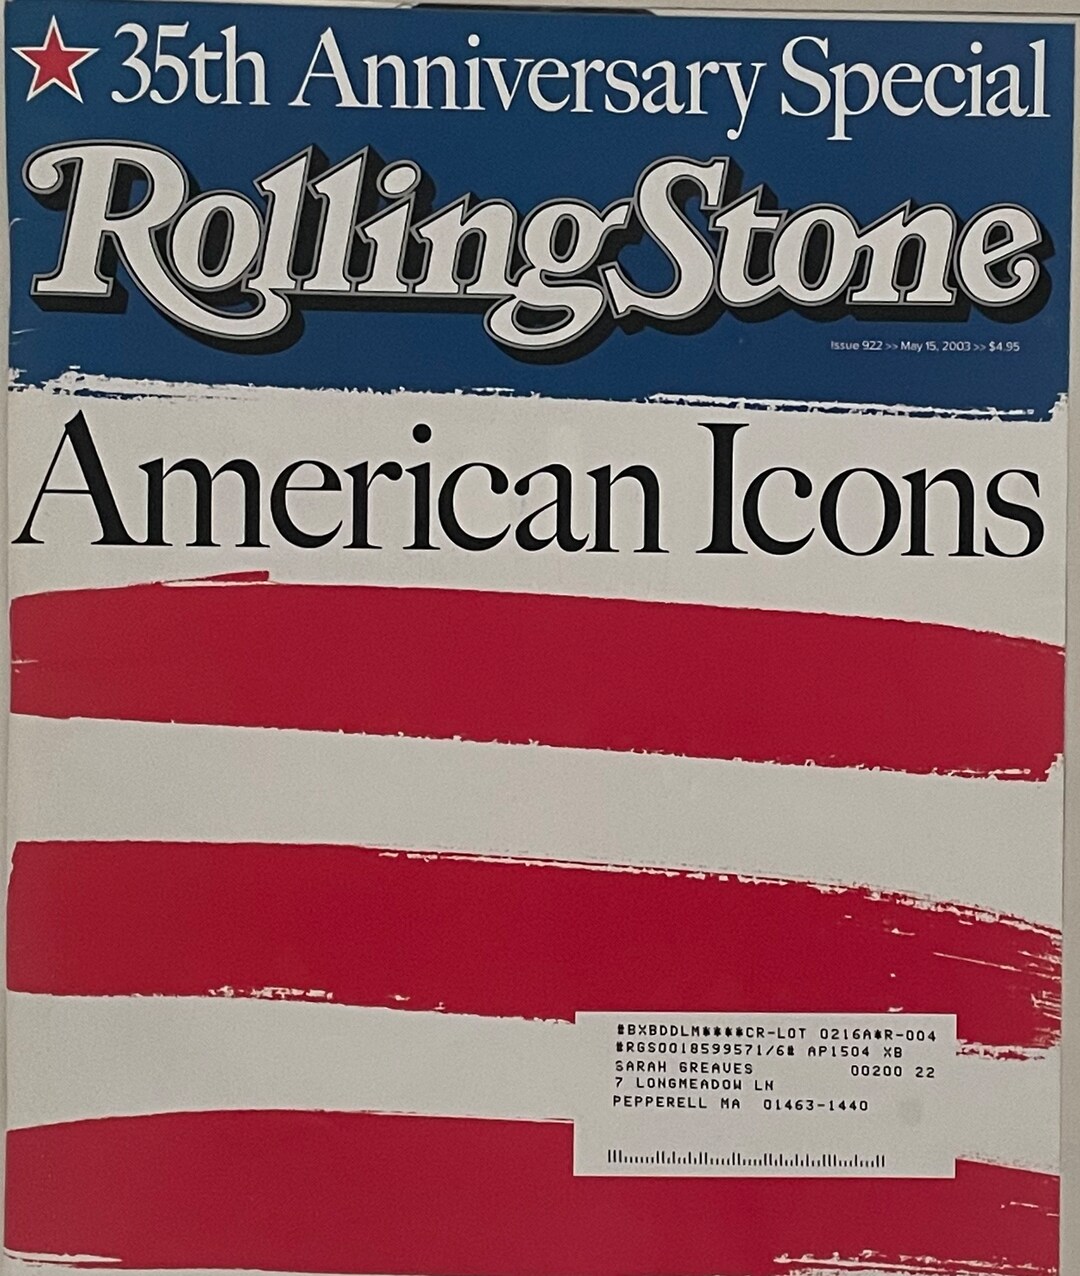 35th Anniversary Special
RollingStone
Issue 922 >> May 15, 2003 >> $4.95
American Icons
#BXBDDLM****CR-LOT 0216A*R-004
#RGS0018599571/6# AP1504 XB
SARAH GREAVES 00200 22
7 LONGMEADOW LN
PEPPERELL MA 01463-1440